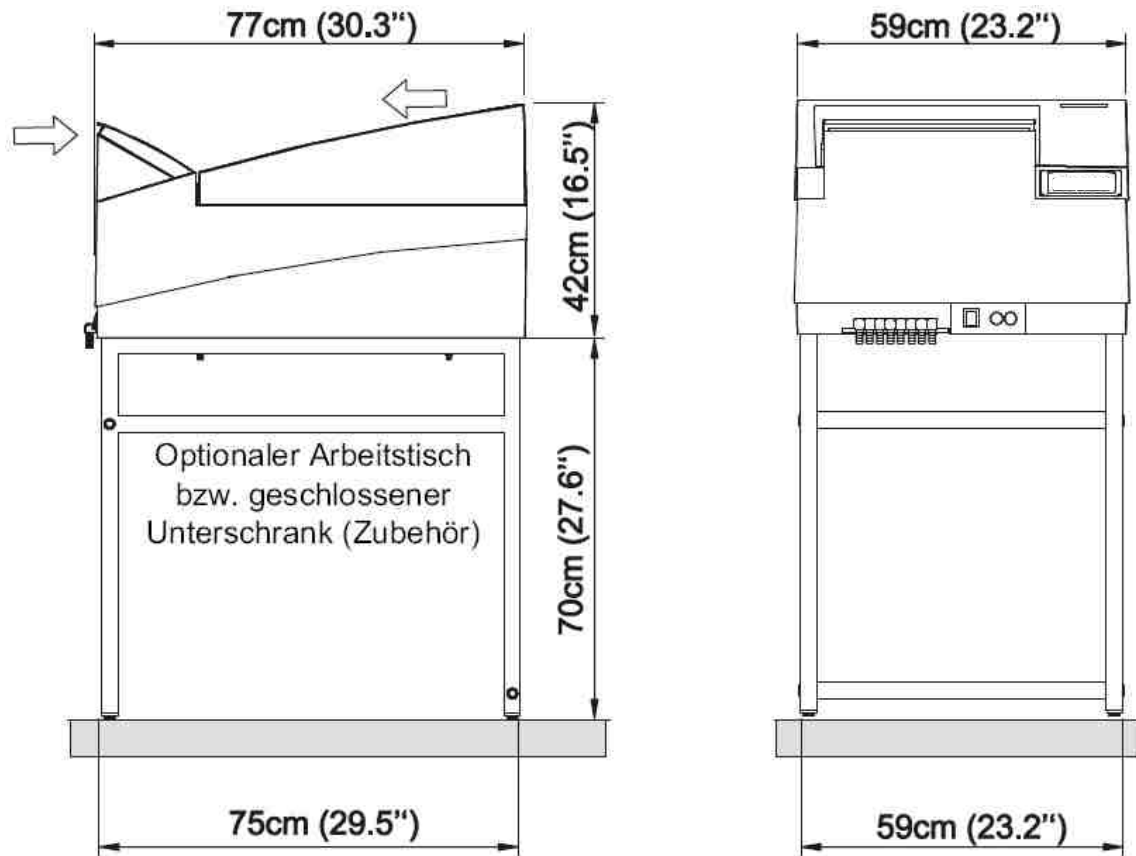 77cm (30.3“)
59cm (23.2“)
42cm (16.5“)
Optionaler Arbeitstisch
bzw. geschlossener
Unterschrank (Zubehör)
70cm (27.6“)
75cm (29.5“)
59cm (23.2“)